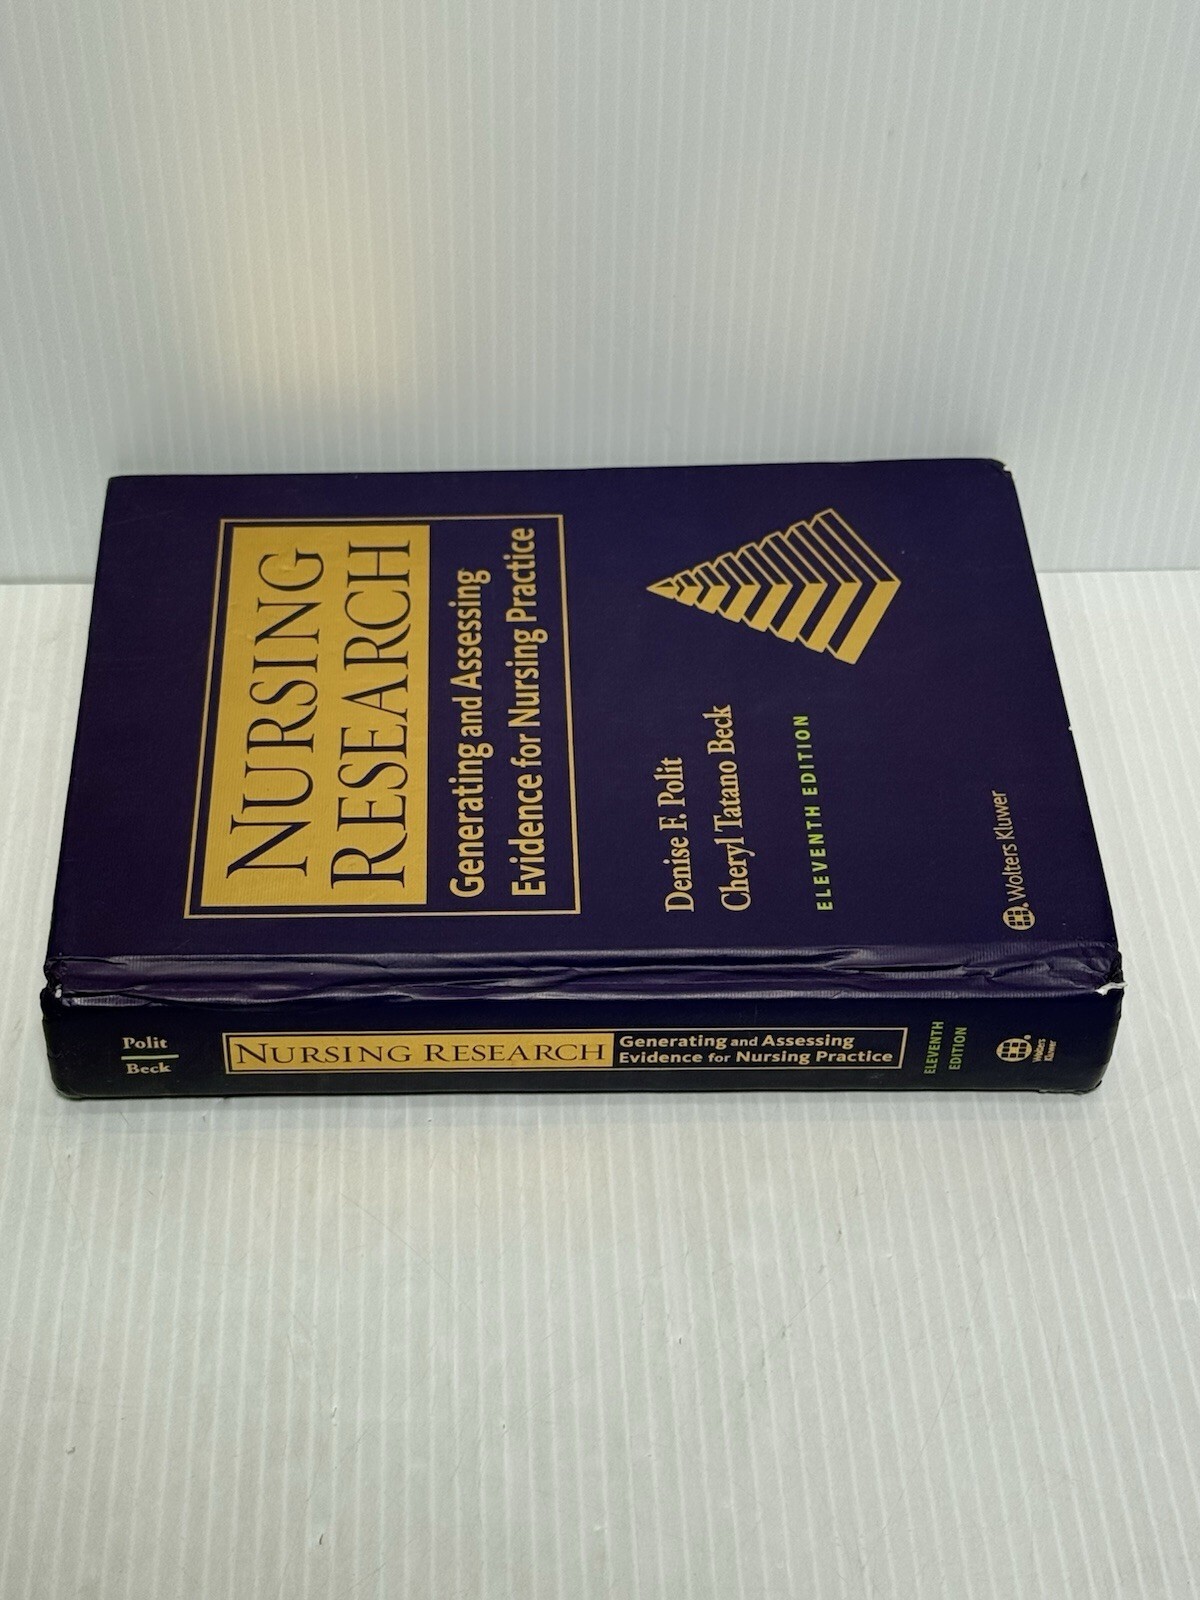 NURSING
RESEARCH
Generating and Assessing
Evidence for Nursing Practice
Denise F. Polit
Cheryl Tatano Beck
ELEVENTH EDITION
Wolters Kluwer
Polit
Beck
NURSING RESEARCH
Generating and Assessing
Evidence for Nursing Practice
ELEVENTH
EDITION
Wolters
Kluwer